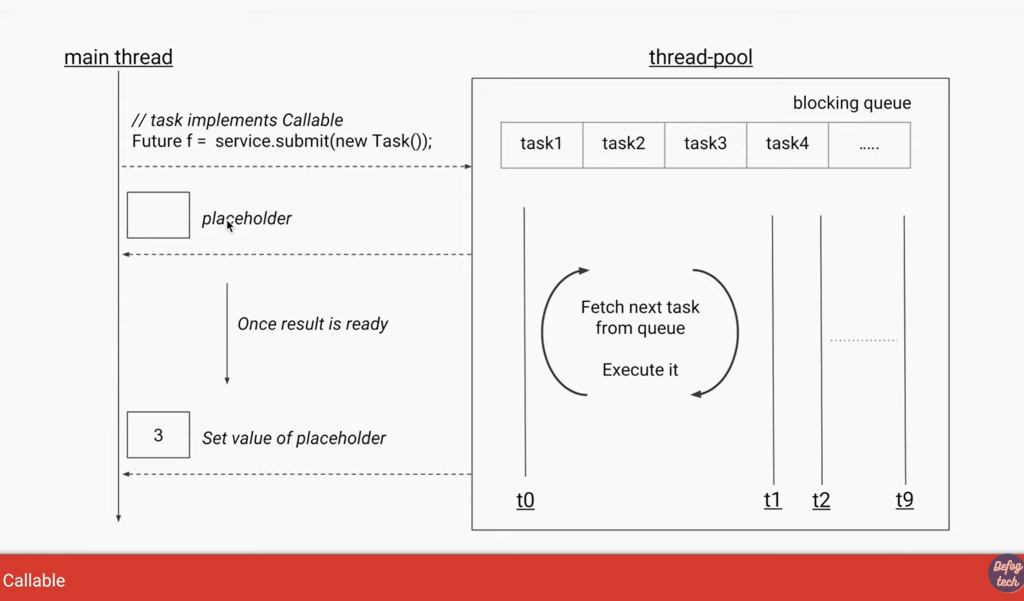 main thread
// task implements Callable
Future f = service.submit(new Task());
placeholder
Once result is ready
3
Set value of placeholder
thread-pool
blocking queue
task1 task2 task3 task4 .....
Fetch next task
from queue
Execute it
t0 t1 t2 t9
Callable
Defog
tech